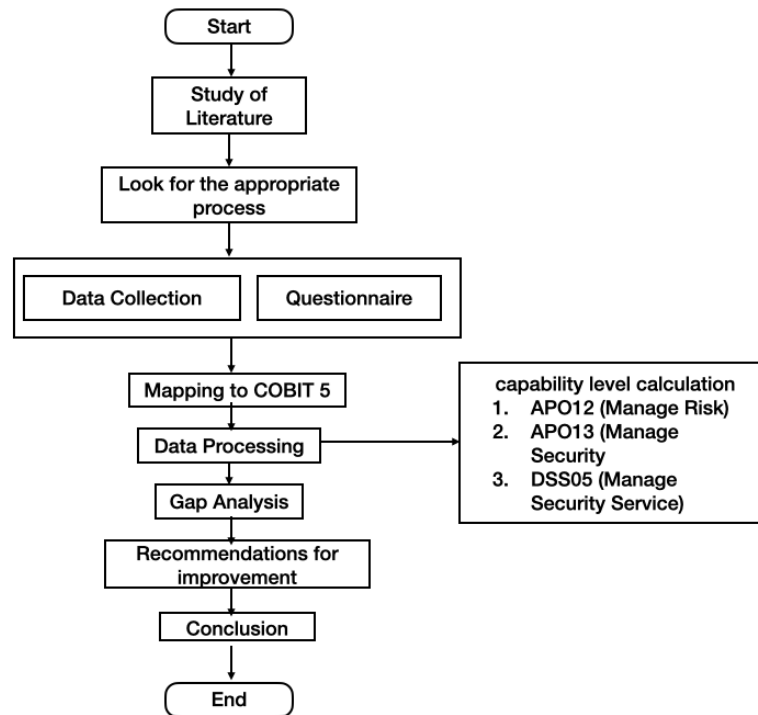 Start
Study of
Literature
Look for the appropriate
process
Data Collection
Questionnaire
Mapping to COBIT 5
Data Processing
capability level calculation
1. APO12 (Manage Risk)
2. APO13 (Manage
Security
3. DSS05 (Manage
Security Service)
Gap Analysis
Recommendations for
improvement
Conclusion
End